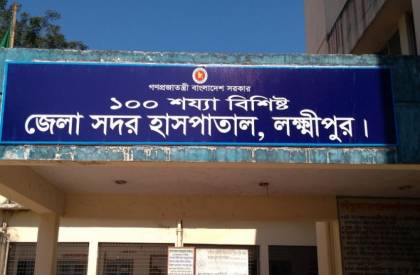 গণপ্রজাতন্ত্রী বাংলাদেশ সরকার
১০০ শয্যা বিশিষ্ট
জেলা সদর হাসপাতাল, লক্ষ্মীপুর।